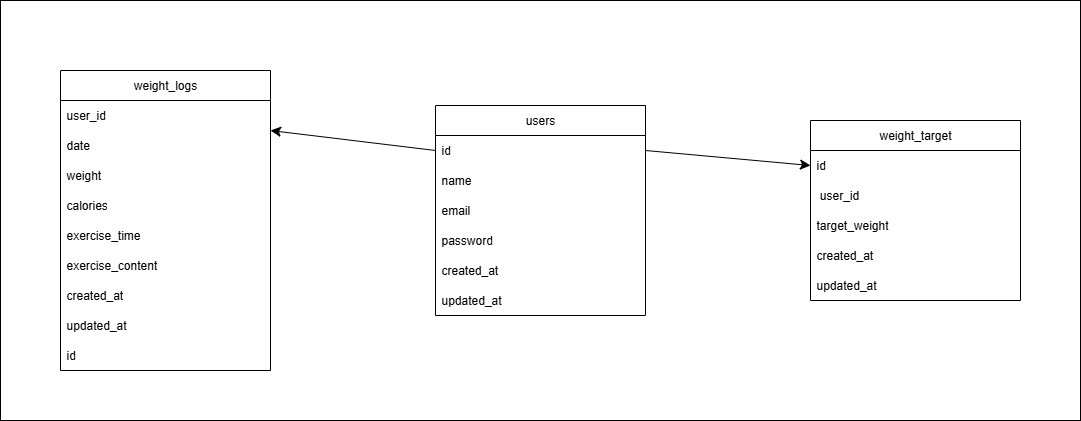 weight_logs
user_id
date
weight
calories
exercise_time
exercise_content
created_at
updated_at
id
users
id
name
email
password
created_at
updated_at
weight_target
id
user_id
target_weight
created_at
updated_at